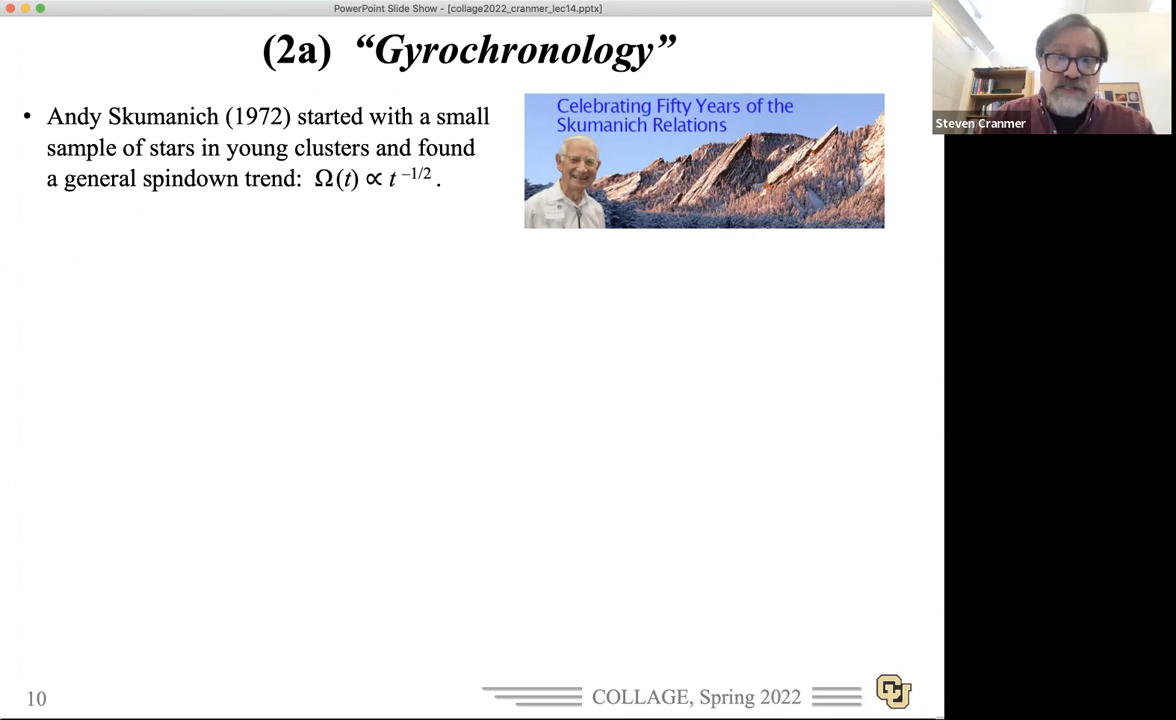 PowerPoint Slide Show - [collage2022_cranmer_lec14.pptx]
(2a) “Gyrochronology”
• Andy Skumanich (1972) started with a small
sample of stars in young clusters and found
a general spindown trend: Ω(t) ∝ t −1/2 .
Celebrating Fifty Years of the
Skumanich Relations
Steven Cranmer
10
COLLAGE, Spring 2022
CU